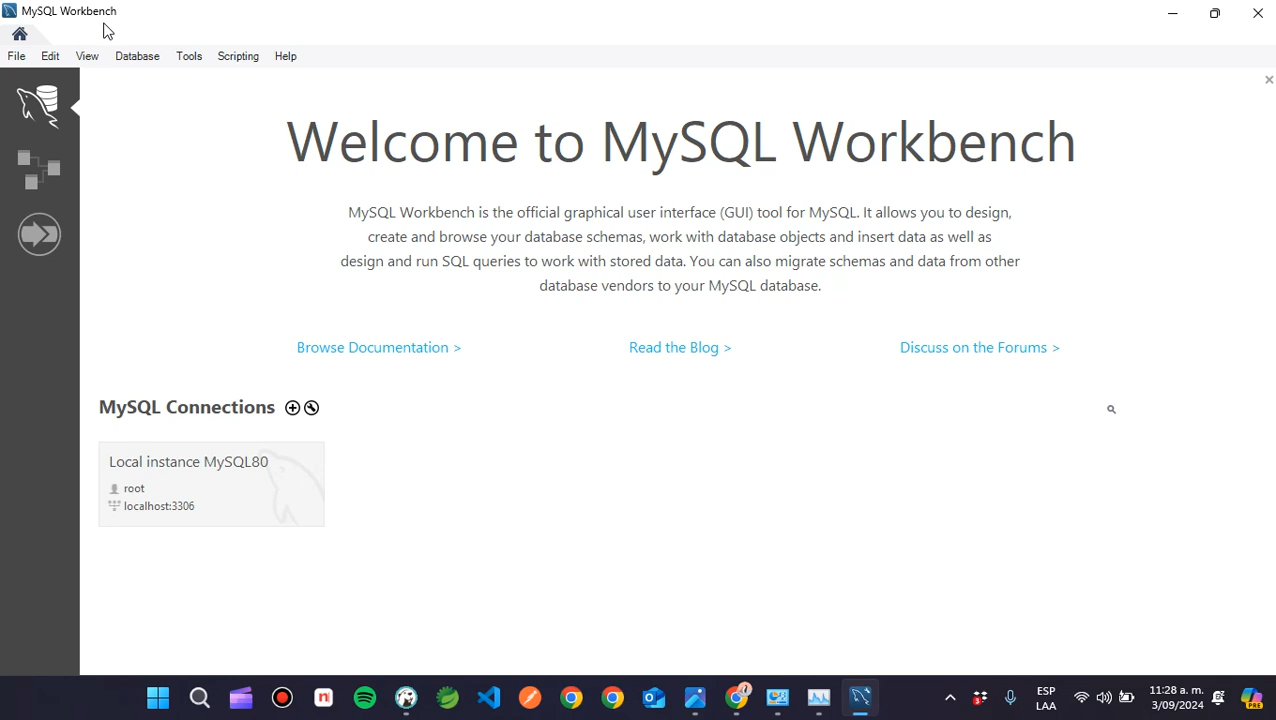 MySQL Workbench
File Edit View Database Tools Scripting Help
Welcome to MySQL Workbench
MySQL Workbench is the official graphical user interface (GUI) tool for MySQL. It allows you to design,
create and browse your database schemas, work with database objects and insert data as well as
design and run SQL queries to work with stored data. You can also migrate schemas and data from other
database vendors to your MySQL database.
Browse Documentation > Read the Blog > Discuss on the Forums >
MySQL Connections
Local instance MySQL80
root
localhost:3306
ESP
LAA
11:28 a. m.
3/09/2024
PRE